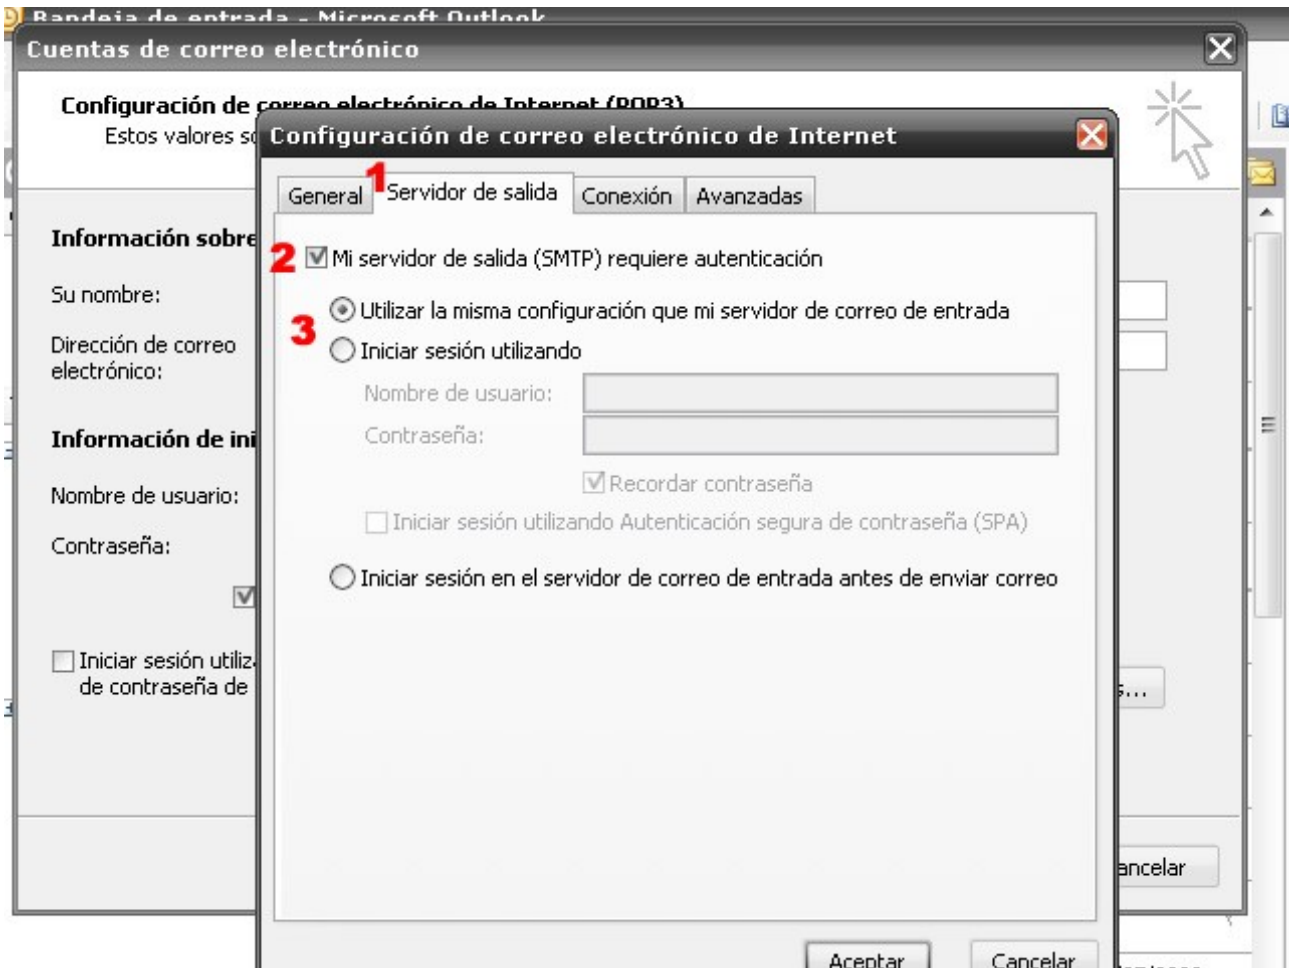 Bandeja de entrada - Microsoft Outlook
Cuentas de correo electrónico
Configuración de correo electrónico de Internet (POP3)
Estos valores
Configuración de correo electrónico de Internet
1
General
Servidor de salida
Conexión
Avanzadas
Información sobre
2
Mi servidor de salida (SMTP) requiere autenticación
Su nombre:
3
Utilizar la misma configuración que mi servidor de correo de entrada
Iniciar sesión utilizando
Dirección de correo
electrónico:
Nombre de usuario:
Contraseña:
Información de
Recordar contraseña
Nombre de usuario:
Iniciar sesión utilizando Autenticación segura de contraseña (SPA)
Contraseña:
Iniciar sesión en el servidor de correo de entrada antes de enviar correo
Iniciar sesión
de contraseña de
Aceptar
Cancelar